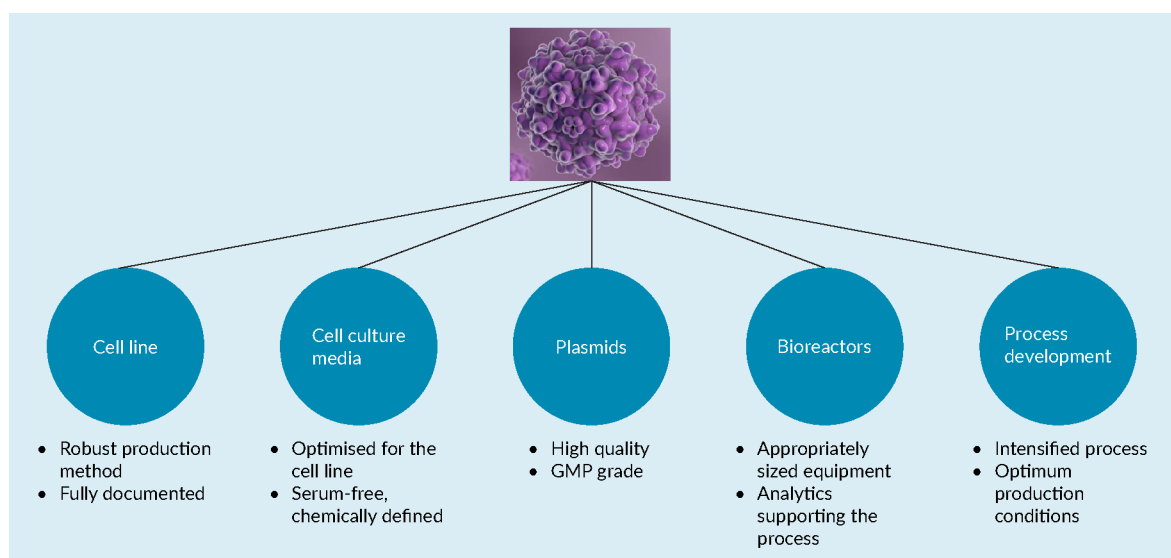 Cell line
Cell culture
media
Plasmids
Bioreactors
Process
development
• Robust production
method
• Fully documented
• Optimised for the
cell line
• Serum-free,
chemically defined
• High quality
• GMP grade
• Appropriately
sized equipment
• Analytics
supporting the
process
• Intensified process
• Optimum
production
conditions